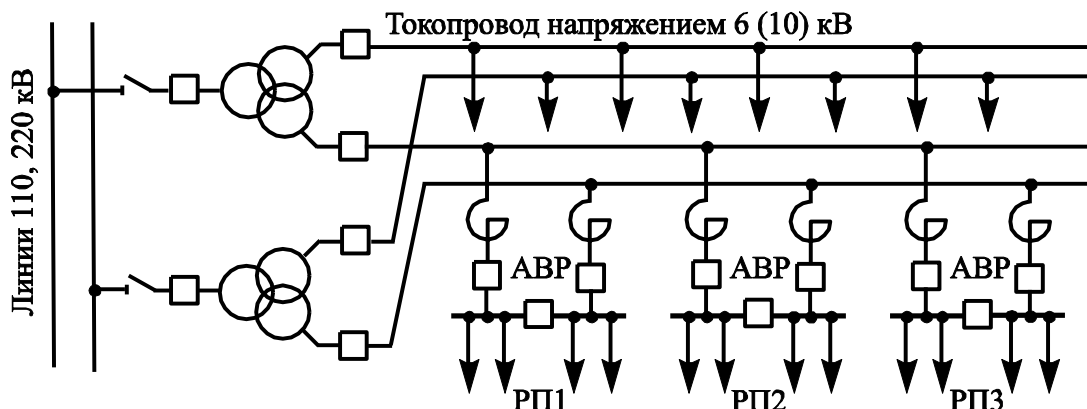 Токопровод напряжением 6 (10) кВ
Линии 110, 220 кВ
АВР
АВР
АВР
РП1
РП2
РП3